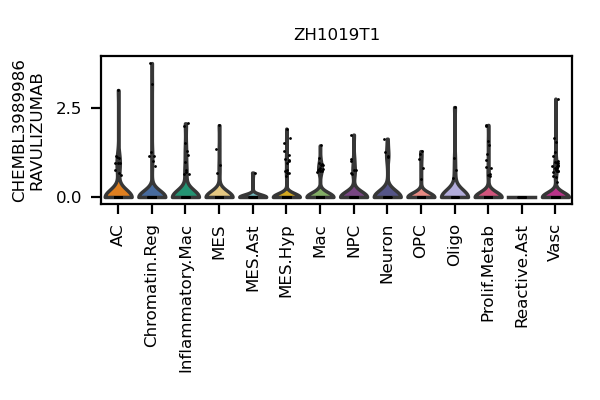 ZH1019T1
CHEMBL3989986
RAVULIZUMAB
2.5
0.0
AC
Chromatin.Reg
Inflammatory.Mac
MES
MES.Ast
MES.Hyp
Mac
NPC
Neuron
OPC
Oligo
Prolif.Metab
Reactive.Ast
Vasc